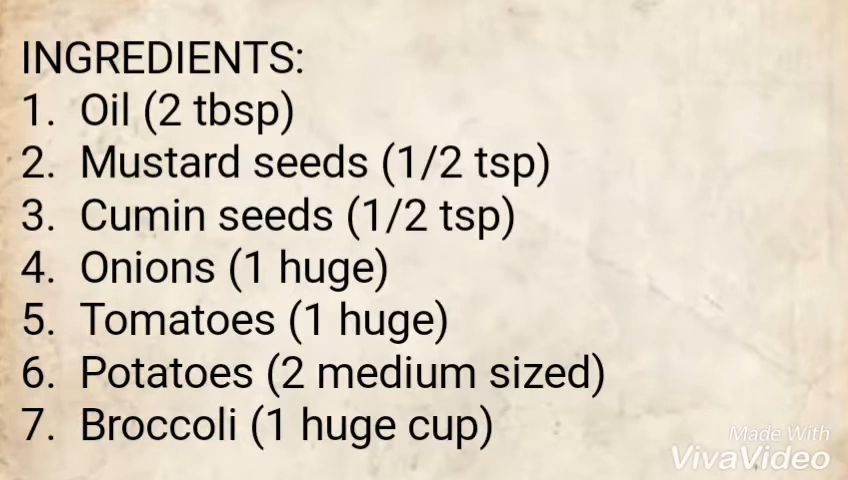 INGREDIENTS:
1. Oil (2 tbsp)
2. Mustard seeds (1/2 tsp)
3. Cumin seeds (1/2 tsp)
4. Onions (1 huge)
5. Tomatoes (1 huge)
6. Potatoes (2 medium sized)
7. Broccoli (1 huge cup)
Made With
VivaVideo